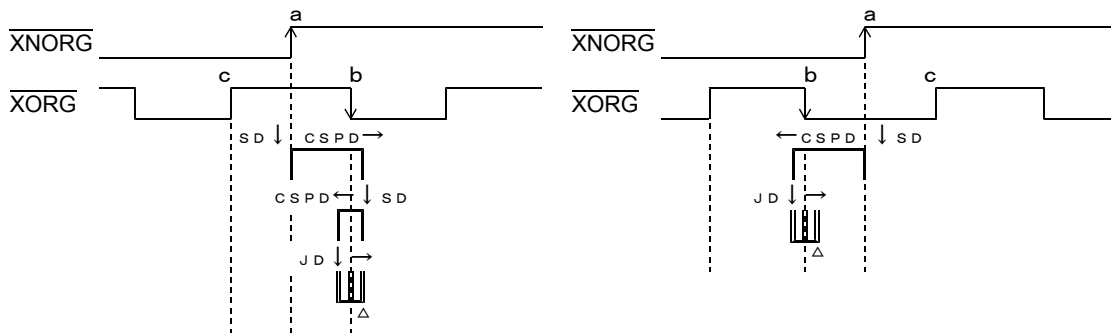 a
XNORG
c b
XORG
SD ↓ CSPD →
CSPD ← ↓ SD
JD ↓ →
△
a
XNORG
b c
XORG
← CSPD ↓ SD
JD ↓ →
△